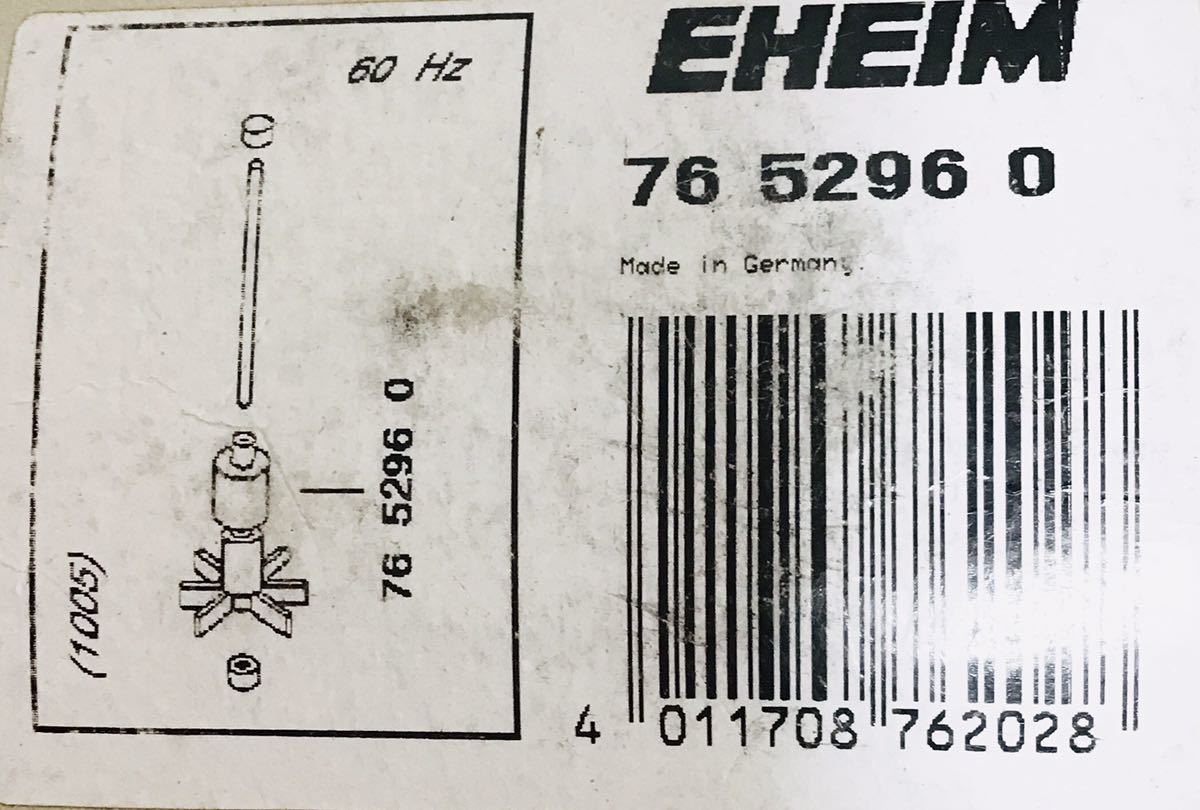 60 Hz
76 5296 0
(1005)
EHEIM
76 5296 0
Made in Germany.
4 011708 762028